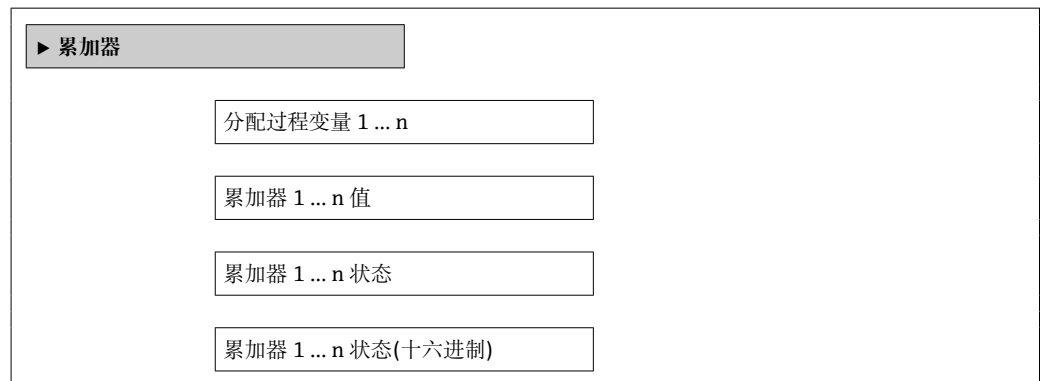 ▶ 累加器
分配过程变量 1 … n
累加器 1 … n 值
累加器 1 … n 状态
累加器 1 … n 状态(十六进制)